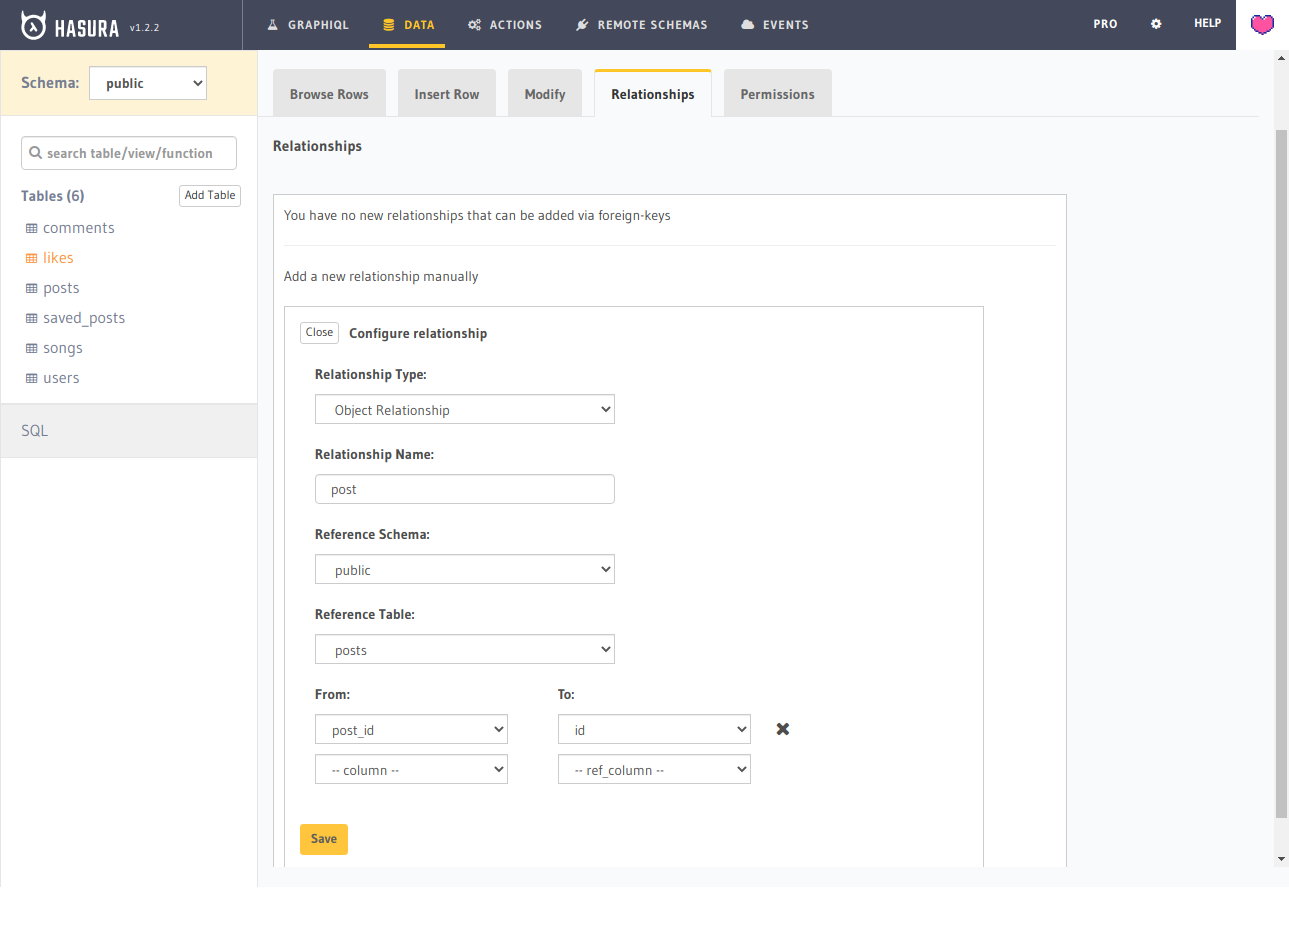 HASURA v1.2.2 GRAPHIQL DATA ACTIONS REMOTE SCHEMAS EVENTS PRO HELP
Schema: public
search table/view/function
Tables (6) Add Table
comments
likes
posts
saved_posts
songs
users
SQL
Browse Rows Insert Row Modify Relationships Permissions
Relationships
You have no new relationships that can be added via foreign-keys
Add a new relationship manually
Close Configure relationship
Relationship Type:
Object Relationship
Relationship Name:
post
Reference Schema:
public
Reference Table:
posts
From: To:
post_id id
-- column -- -- ref_column --
Save